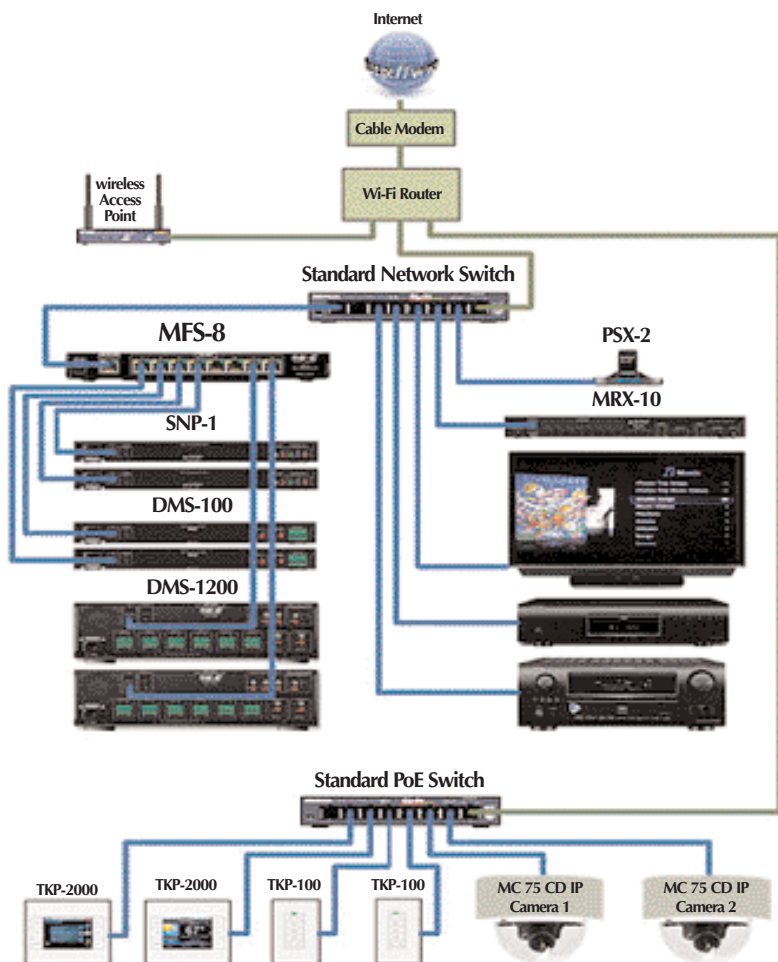 Internet
Cable Modem
wireless
Access
Point
Wi-Fi Router
Standard Network Switch
MFS-8
PSX-2
MRX-10
SNP-1
Music
DMS-100
DMS-1200
Standard PoE Switch
TKP-2000
TKP-2000
TKP-100
TKP-100
MC 75 CD IP
Camera 1
MC 75 CD IP
Camera 2